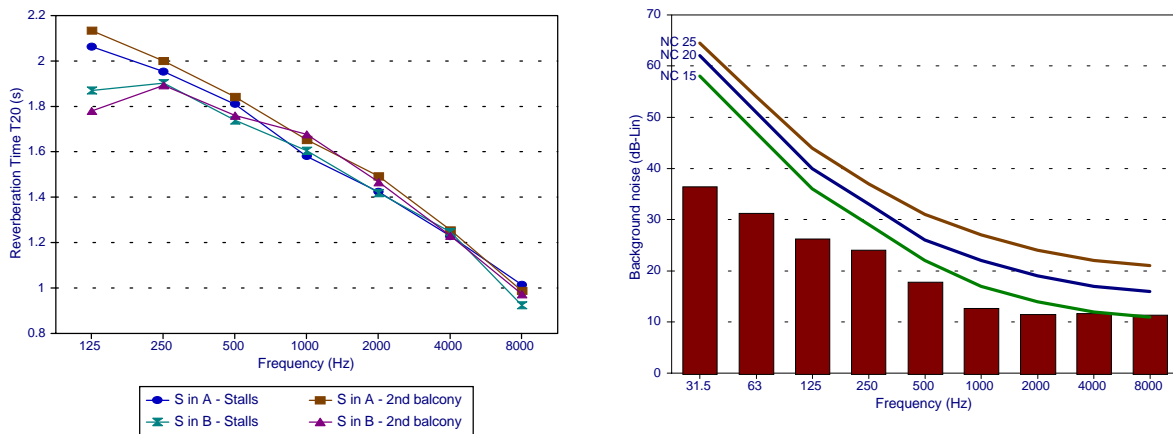 2.2
2
1.8
1.6
1.4
1.2
1
0.8
Reverberation Time T20 (s)
125 250 500 1000 2000 4000 8000
Frequency (Hz)
S in A - Stalls S in A - 2nd balcony
S in B - Stalls S in B - 2nd balcony
70
60
50
40
30
20
10
0
Background noise (dB-Lin)
NC 25
NC 20
NC 15
31.5 63 125 250 500 1000 2000 4000 8000
Frequency (Hz)